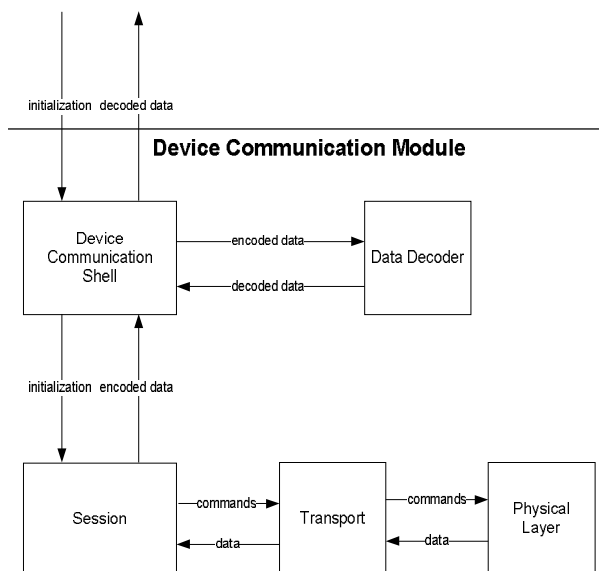 initialization decoded data
Device Communication Module
Device
Communication
Shell
encoded data
Data Decoder
decoded data
initialization encoded data
Session
commands
data
Transport
commands
data
Physical
Layer